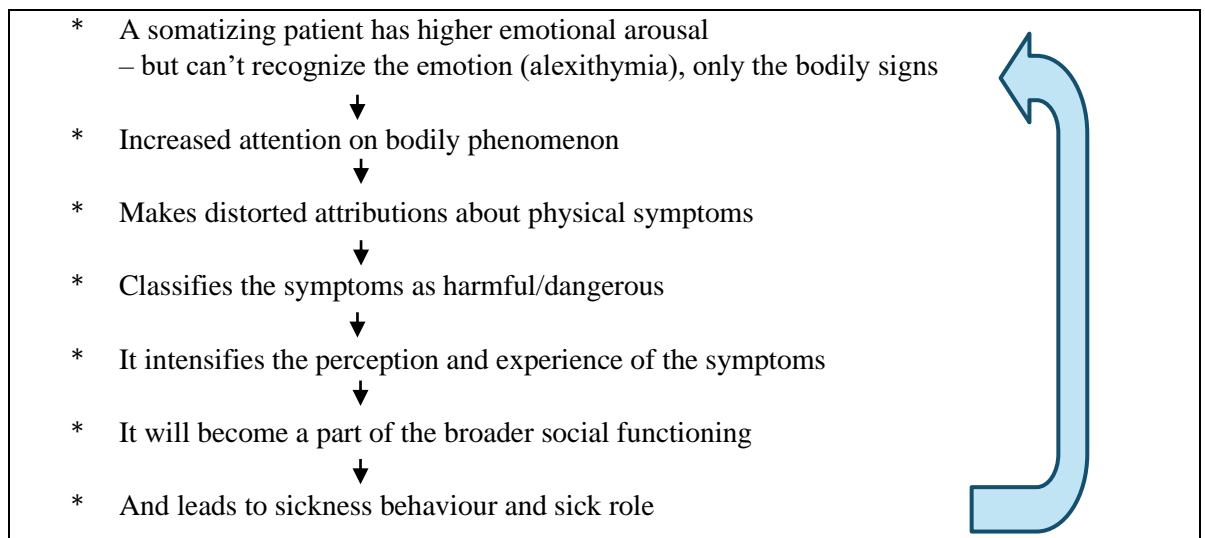 * A somatizing patient has higher emotional arousal
– but can’t recognize the emotion (alexithymia), only the bodily signs
* Increased attention on bodily phenomenon
* Makes distorted attributions about physical symptoms
* Classifies the symptoms as harmful/dangerous
* It intensifies the perception and experience of the symptoms
* It will become a part of the broader social functioning
* And leads to sickness behaviour and sick role